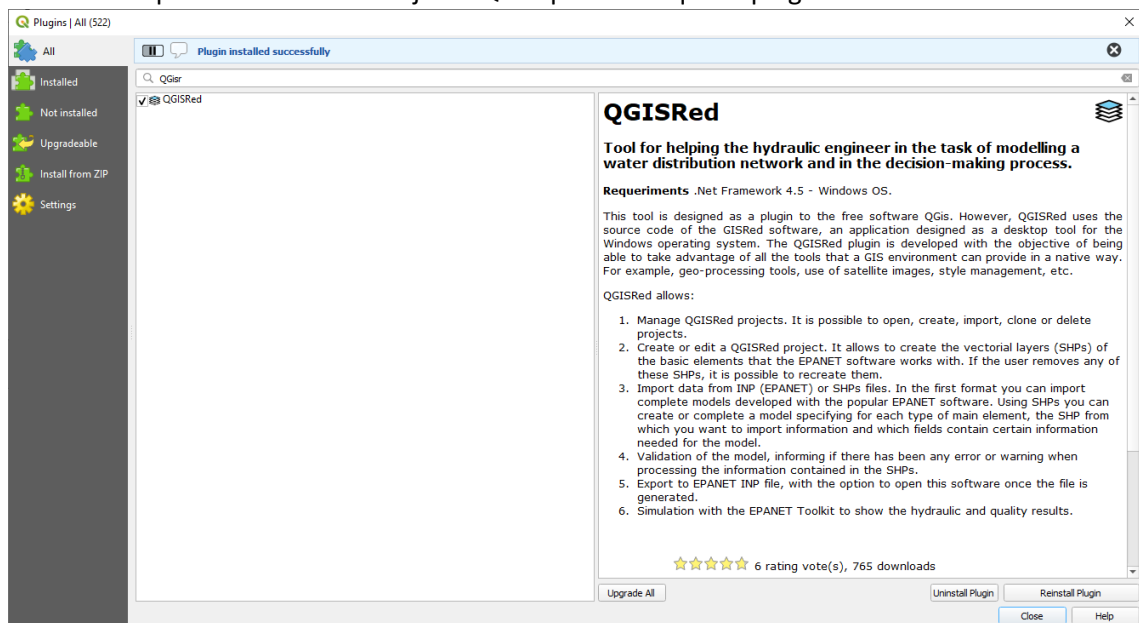 Plugins | All (522)
All
Installed
Not installed
Upgradeable
Install from ZIP
Settings
Plugin installed successfully
QGisr
QGISRed
QGISRed
Tool for helping the hydraulic engineer in the task of modelling a
water distribution network and in the decision-making process.
Requeriments .Net Framework 4.5 - Windows OS.
This tool is designed as a plugin to the free software QGis. However, QGISRed uses the
source code of the GISRed software, an application designed as a desktop tool for the
Windows operating system. The QGISRed plugin is developed with the objective of being
able to take advantage of all the tools that a GIS environment can provide in a native way.
For example, geo-processing tools, use of satellite images, style management, etc.
QGISRed allows:
1. Manage QGISRed projects. It is possible to open, create, import, clone or delete
projects.
2. Create or edit a QGISRed project. It allows to create the vectorial layers (SHPs) of
the basic elements that the EPANET software works with. If the user removes any of
these SHPs, it is possible to recreate them.
3. Import data from INP (EPANET) or SHPs files. In the first format you can import
complete models developed with the popular EPANET software. Using SHPs you can
create or complete a model specifying for each type of main element, the SHP from
which you want to import information and which fields contain certain information
needed for the model.
4. Validation of the model, informing if there has been any error or warning when
processing the information contained in the SHPs.
5. Export to EPANET INP file, with the option to open this software once the file is
generated.
6. Simulation with the EPANET Toolkit to show the hydraulic and quality results.
6 rating vote(s), 765 downloads
Upgrade All
Uninstall Plugin
Reinstall Plugin
Close
Help